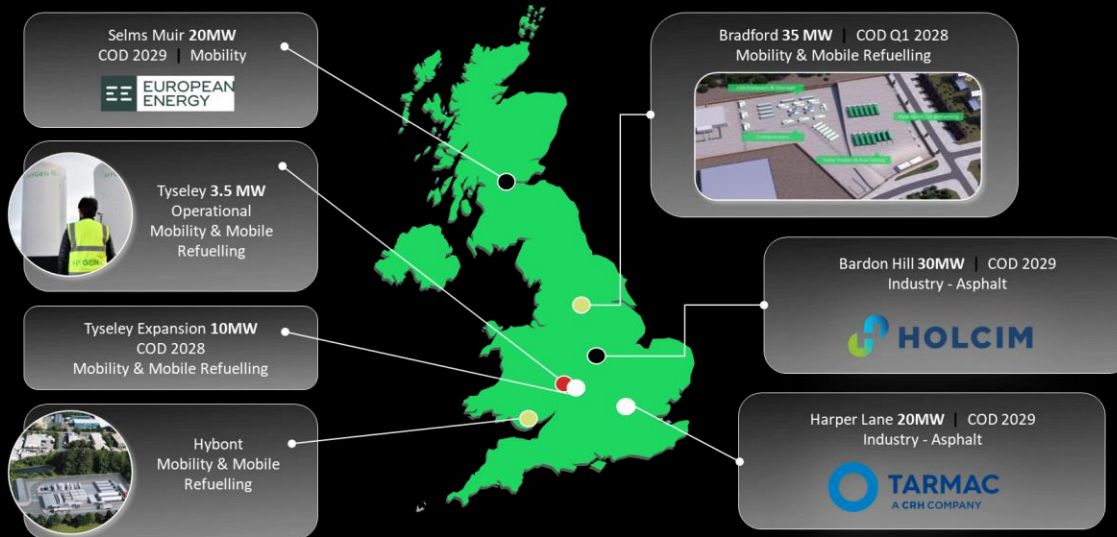 Selms Muir 20MW
COD 2029 | Mobility
EUROPEAN
ENERGY
Tyseley 3.5 MW
Operational
Mobility & Mobile
Refuelling
Tyseley Expansion 10MW
COD 2028
Mobility & Mobile Refuelling
Hybont
Mobility & Mobile
Refuelling
Bradford 35 MW | COD Q1 2028
Mobility & Mobile Refuelling
Bardon Hill 30MW | COD 2029
Industry - Asphalt
HOLCIM
Harper Lane 20MW | COD 2029
Industry - Asphalt
TARMAC
A CRH COMPANY